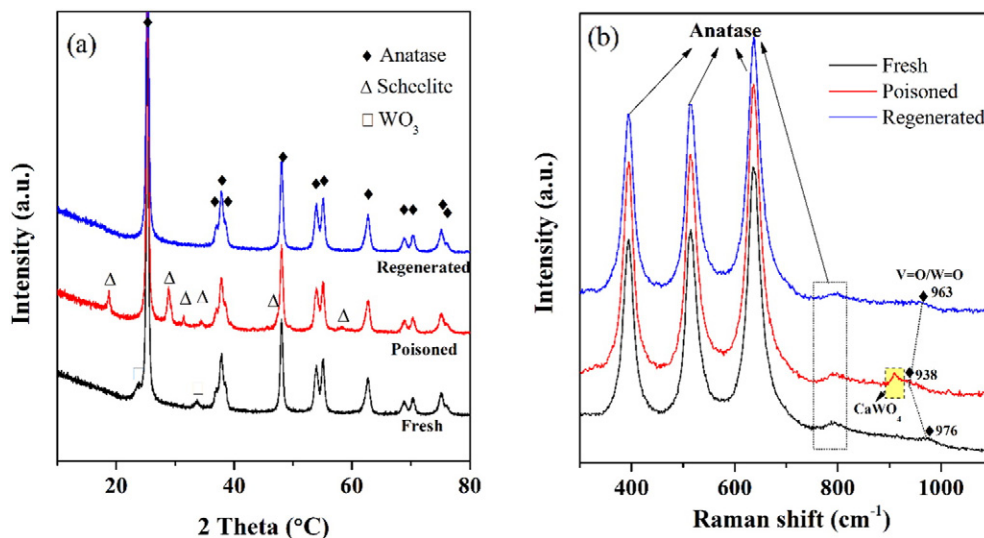 (a)
◆ Anatase
Δ Scheelite
□ WO₃
Δ Δ Δ Δ Δ Δ
Regenerated
Poisoned
Fresh
Intensity (a.u.)
20 40 60 80
2 Theta (°C)
(b)
Anatase
Fresh
Poisoned
Regenerated
V=O/W=O
963
938
CaWO₄
976
Intensity (a.u.)
400 600 800 1000
Raman shift (cm⁻¹)